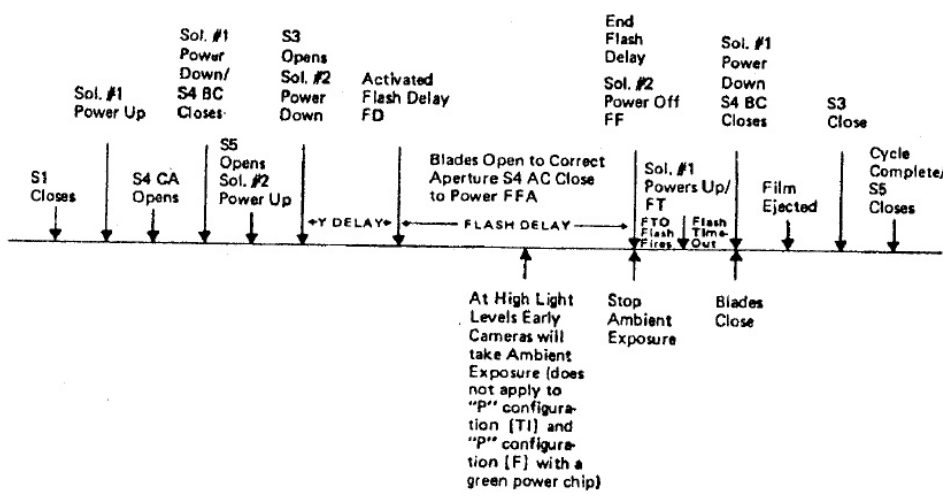 S1
Closes
Sol. #1
Power Up
S4 CA
Opens
Sol. #1
Power
Down/
S4 BC
Closes
S5
Opens
Sol. #2
Power Up
S3
Opens
Sol. #2
Power
Down
Y DELAY
Activated
Flash Delay
FD
Blades Open to Correct
Aperture S4 AC Close
to Power FFA
FLASH DELAY
End
Flash
Delay
Sol. #2
Power Off
FF
Sol. #1
Powers Up/
FT
FTO
Flash
Fires
Flash
Time-
Out
Sol. #1
Power
Down
S4 BC
Closes
Film
Ejected
S3
Close
Cycle
Complete/
S5
Closes
At High Light
Levels Early
Cameras will
take Ambient
Exposure (does
not apply to
"P" configura-
tion [TI] and
"P" configura-
tion [F] with a
green power chip)
Stop
Ambient
Exposure
Blades
Close